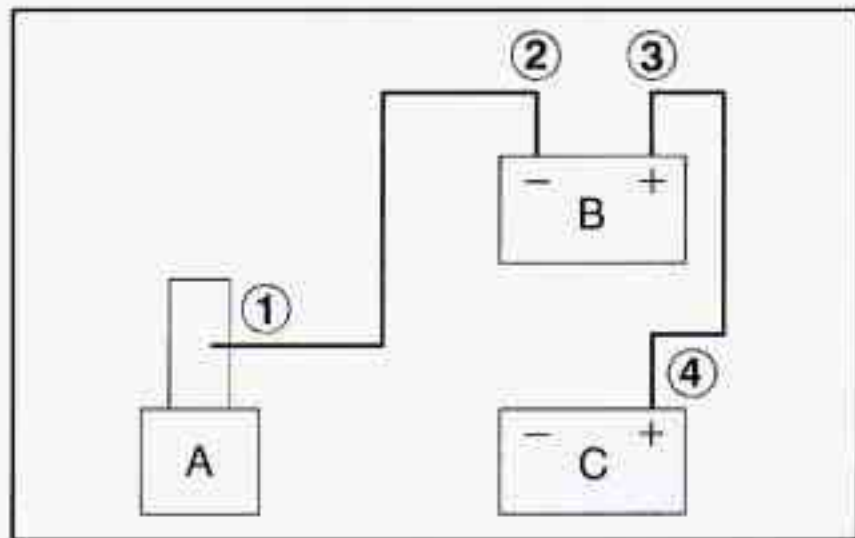 ② ③
− +
B
①
④
− +
A C